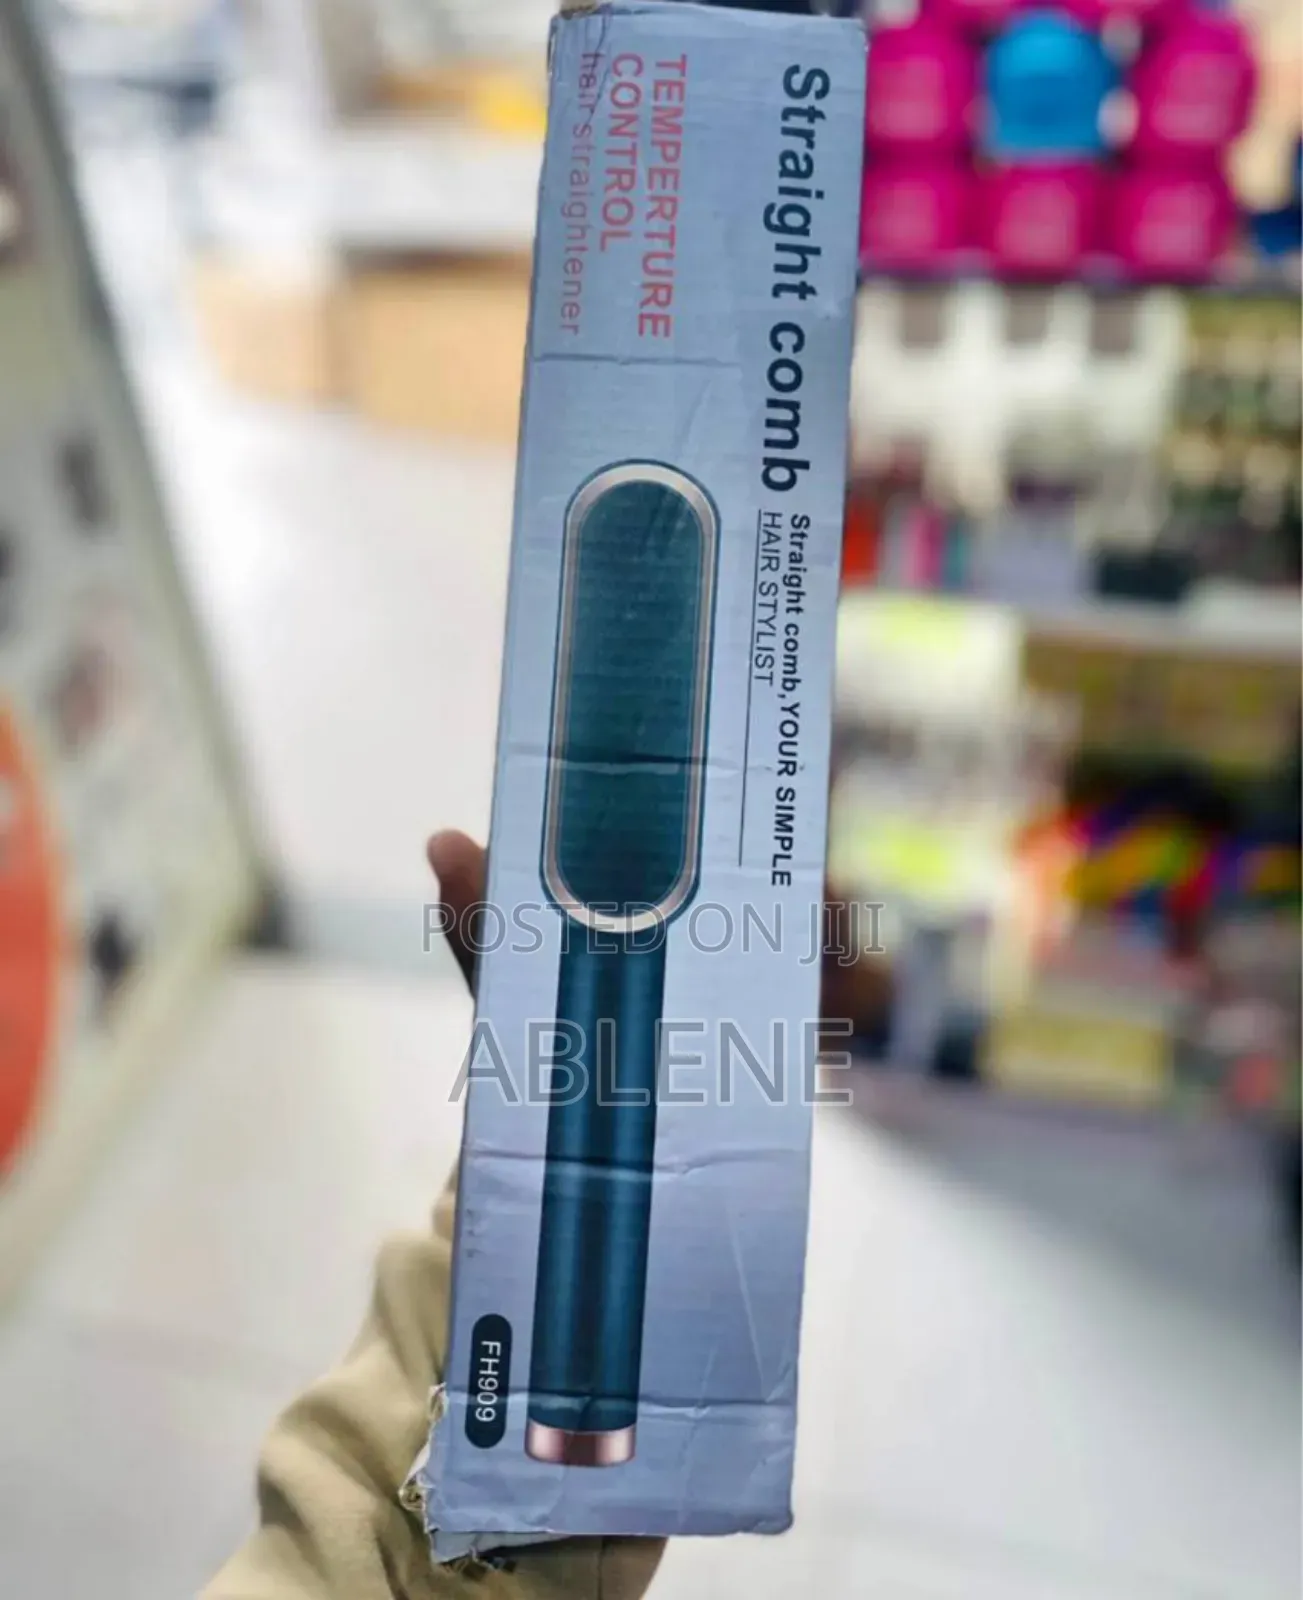 Straight comb
Straight comb,YOUR SIMPLE
HAIR STYLIST
TEMPERTURE
CONTROL
hair straightener
FH909
POSTED ON JIJI
ABLENE